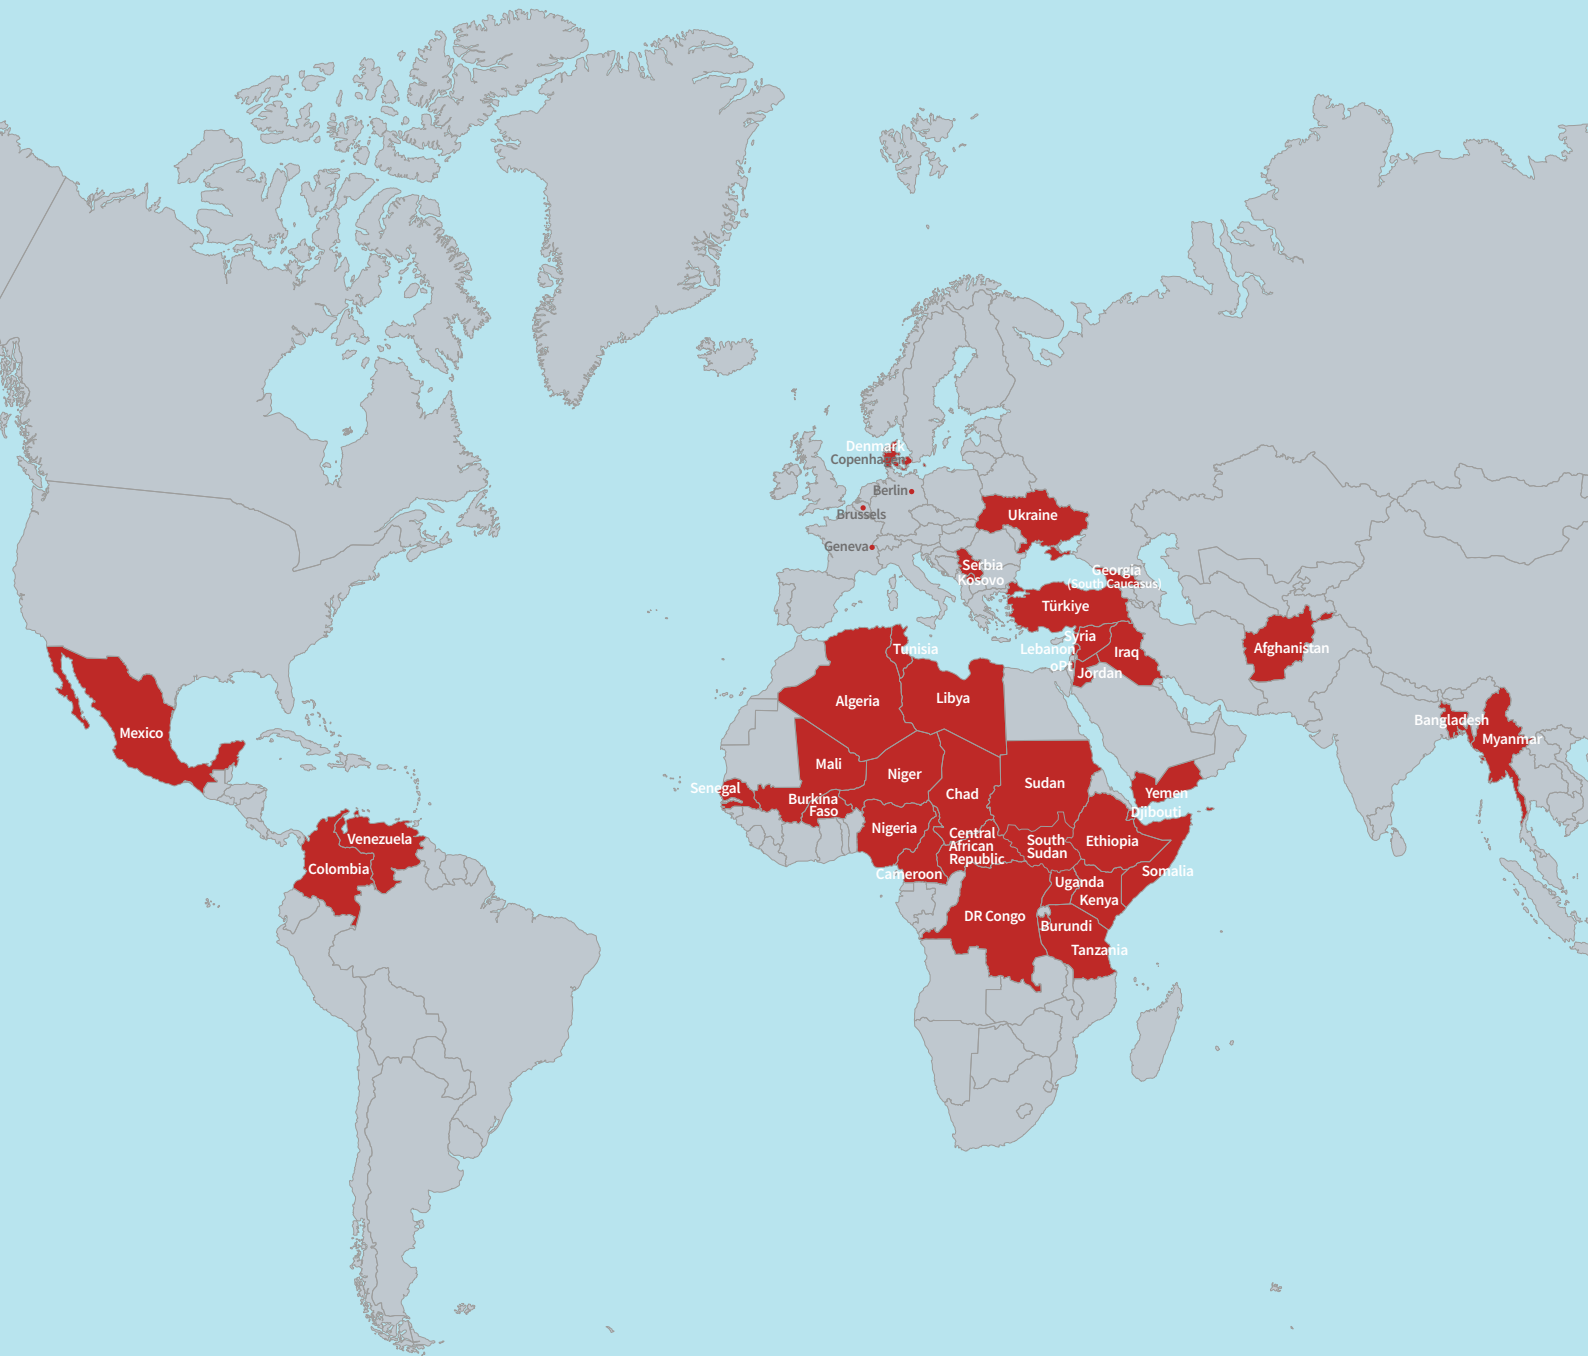 Denmark
Copenhagen
Berlin
Brussels
Ukraine
Geneva
Serbia
Kosovo
Georgia
(South Caucasus)
Türkiye
Syria
Lebanon
oPt
Iraq
Jordan
Afghanistan
Tunisia
Algeria
Libya
Mexico
Bangladesh
Myanmar
Mali
Niger
Chad
Sudan
Yemen
Senegal
Burkina
Faso
Djibouti
Nigeria
Central
African
Republic
South
Sudan
Ethiopia
Venezuela
Colombia
Cameroon
Somalia
Uganda
Kenya
DR Congo
Burundi
Tanzania